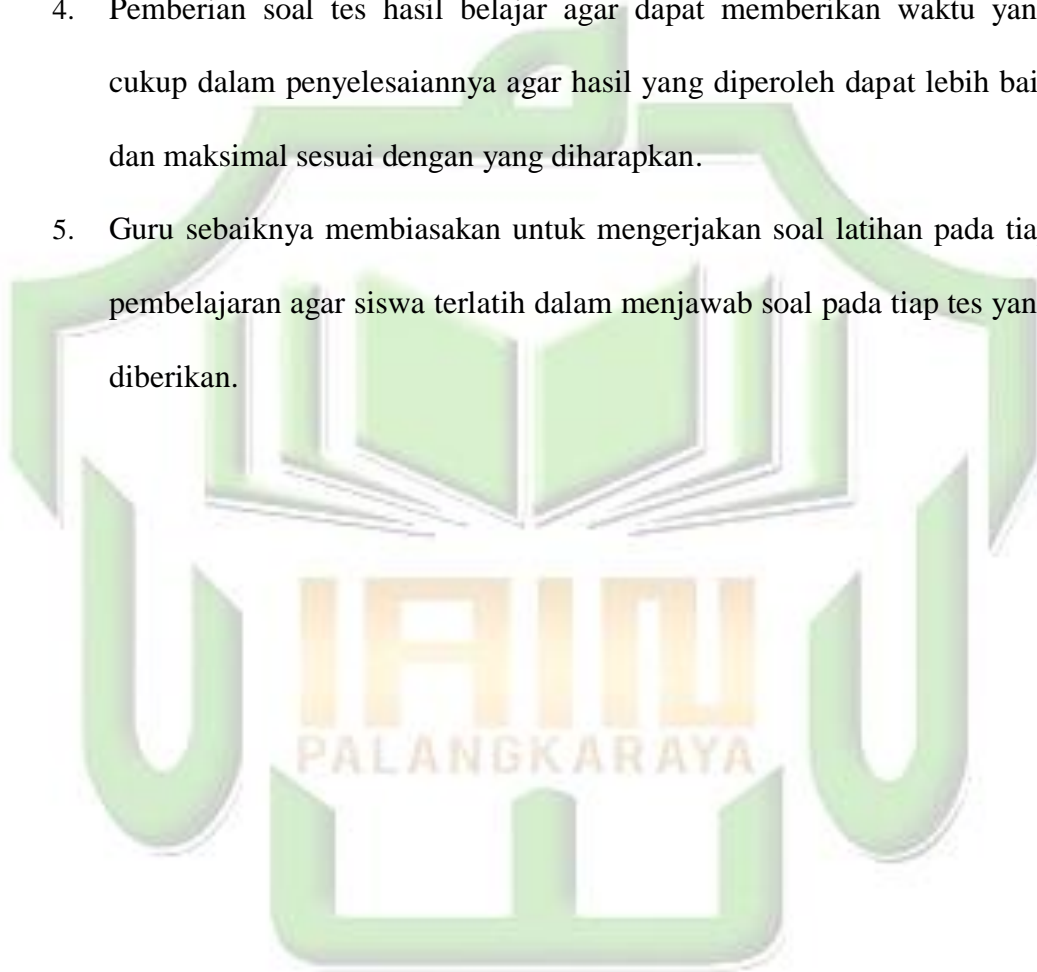 4. Pemberian soal tes hasil belajar agar dapat memberikan waktu yan
cukup dalam penyelesaiannya agar hasil yang diperoleh dapat lebih bai
dan maksimal sesuai dengan yang diharapkan.
5. Guru sebaiknya membiasakan untuk mengerjakan soal latihan pada tia
pembelajaran agar siswa terlatih dalam menjawab soal pada tiap tes yan
diberikan.
IAIN
PALANGKARAYA